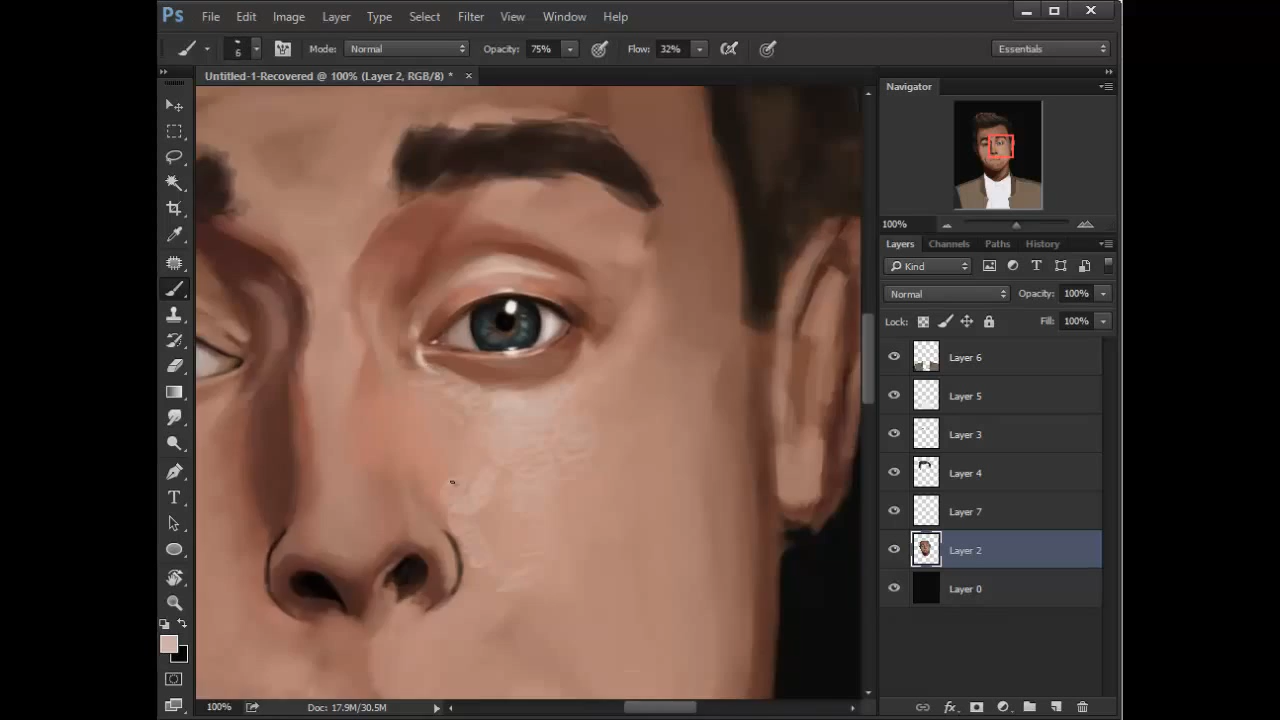 Ps File Edit Image Layer Type Select Filter View Window Help
6 Mode: Normal Opacity: 75% Flow: 32% Essentials
Untitled-1-Recovered @ 100% (Layer 2, RGB/8) *
Navigator
100%
Layers Channels Paths History
Kind
Normal Opacity: 100%
Lock: Fill: 100%
Layer 6
Layer 5
Layer 3
Layer 4
Layer 7
Layer 2
Layer 0
100% Doc: 17.9M/30.5M